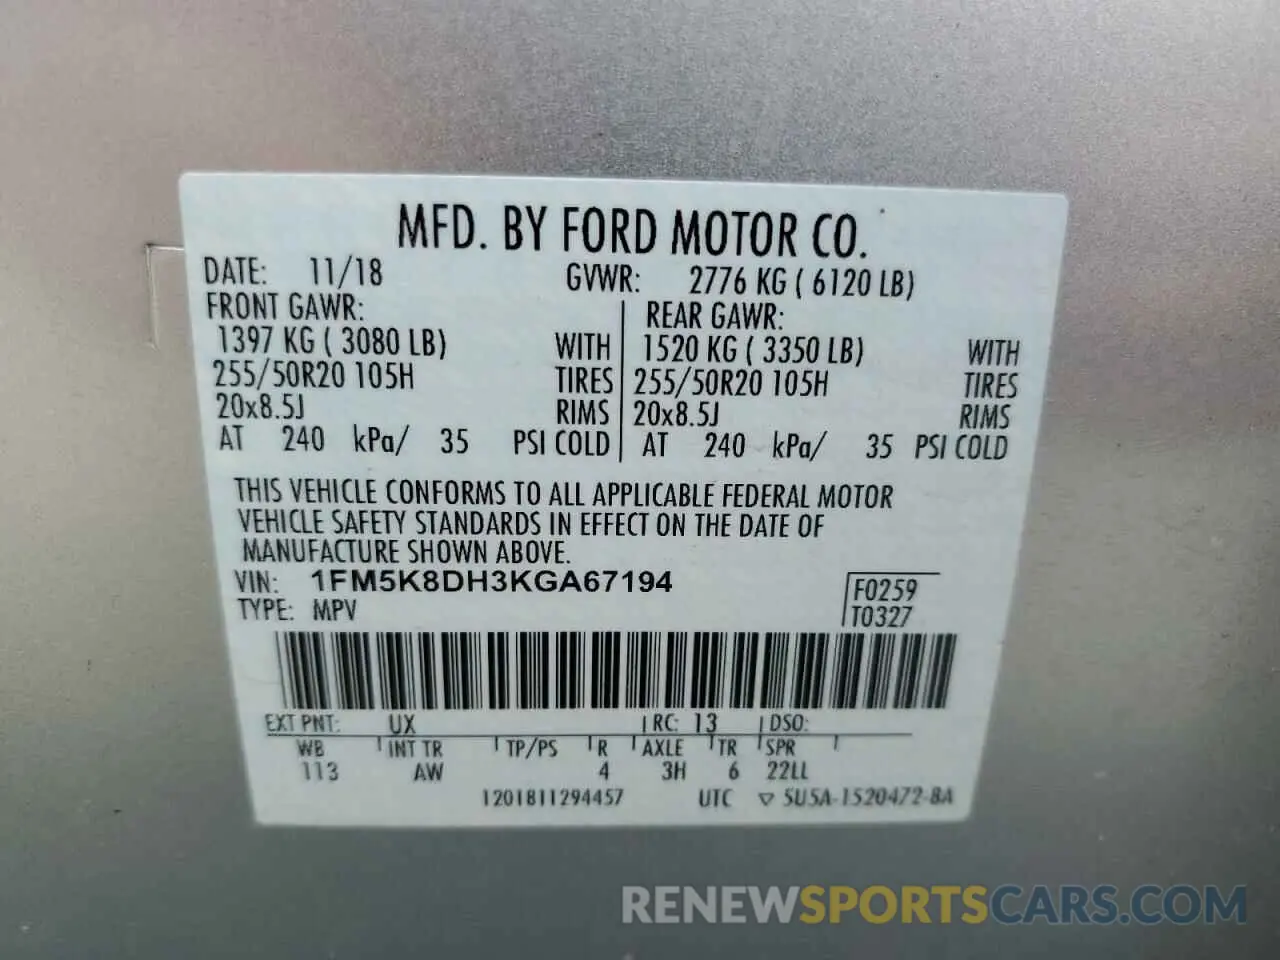 MFD. BY FORD MOTOR CO.
DATE: 11/18 GVWR: 2776 KG ( 6120 LB)
FRONT GAWR: REAR GAWR:
1397 KG ( 3080 LB) WITH 1520 KG ( 3350 LB) WITH
255/50R20 105H TIRES 255/50R20 105H TIRES
20x8.5J RIMS 20x8.5J RIMS
AT 240 kPa/ 35 PSI COLD AT 240 kPa/ 35 PSI COLD
THIS VEHICLE CONFORMS TO ALL APPLICABLE FEDERAL MOTOR
VEHICLE SAFETY STANDARDS IN EFFECT ON THE DATE OF
MANUFACTURE SHOWN ABOVE.
VIN: 1FM5K8DH3KGA67194 F0259
TYPE: MPV T0327
EXT PNT: UX RC: 13 DSO:
WB INT TR TP/PS R AXLE TR SPR
113 AW 4 3H 6 22LL
1201811294457 UTC ▽ 5U5A-1520472-BA
RENEWSPORTSCARS.COM